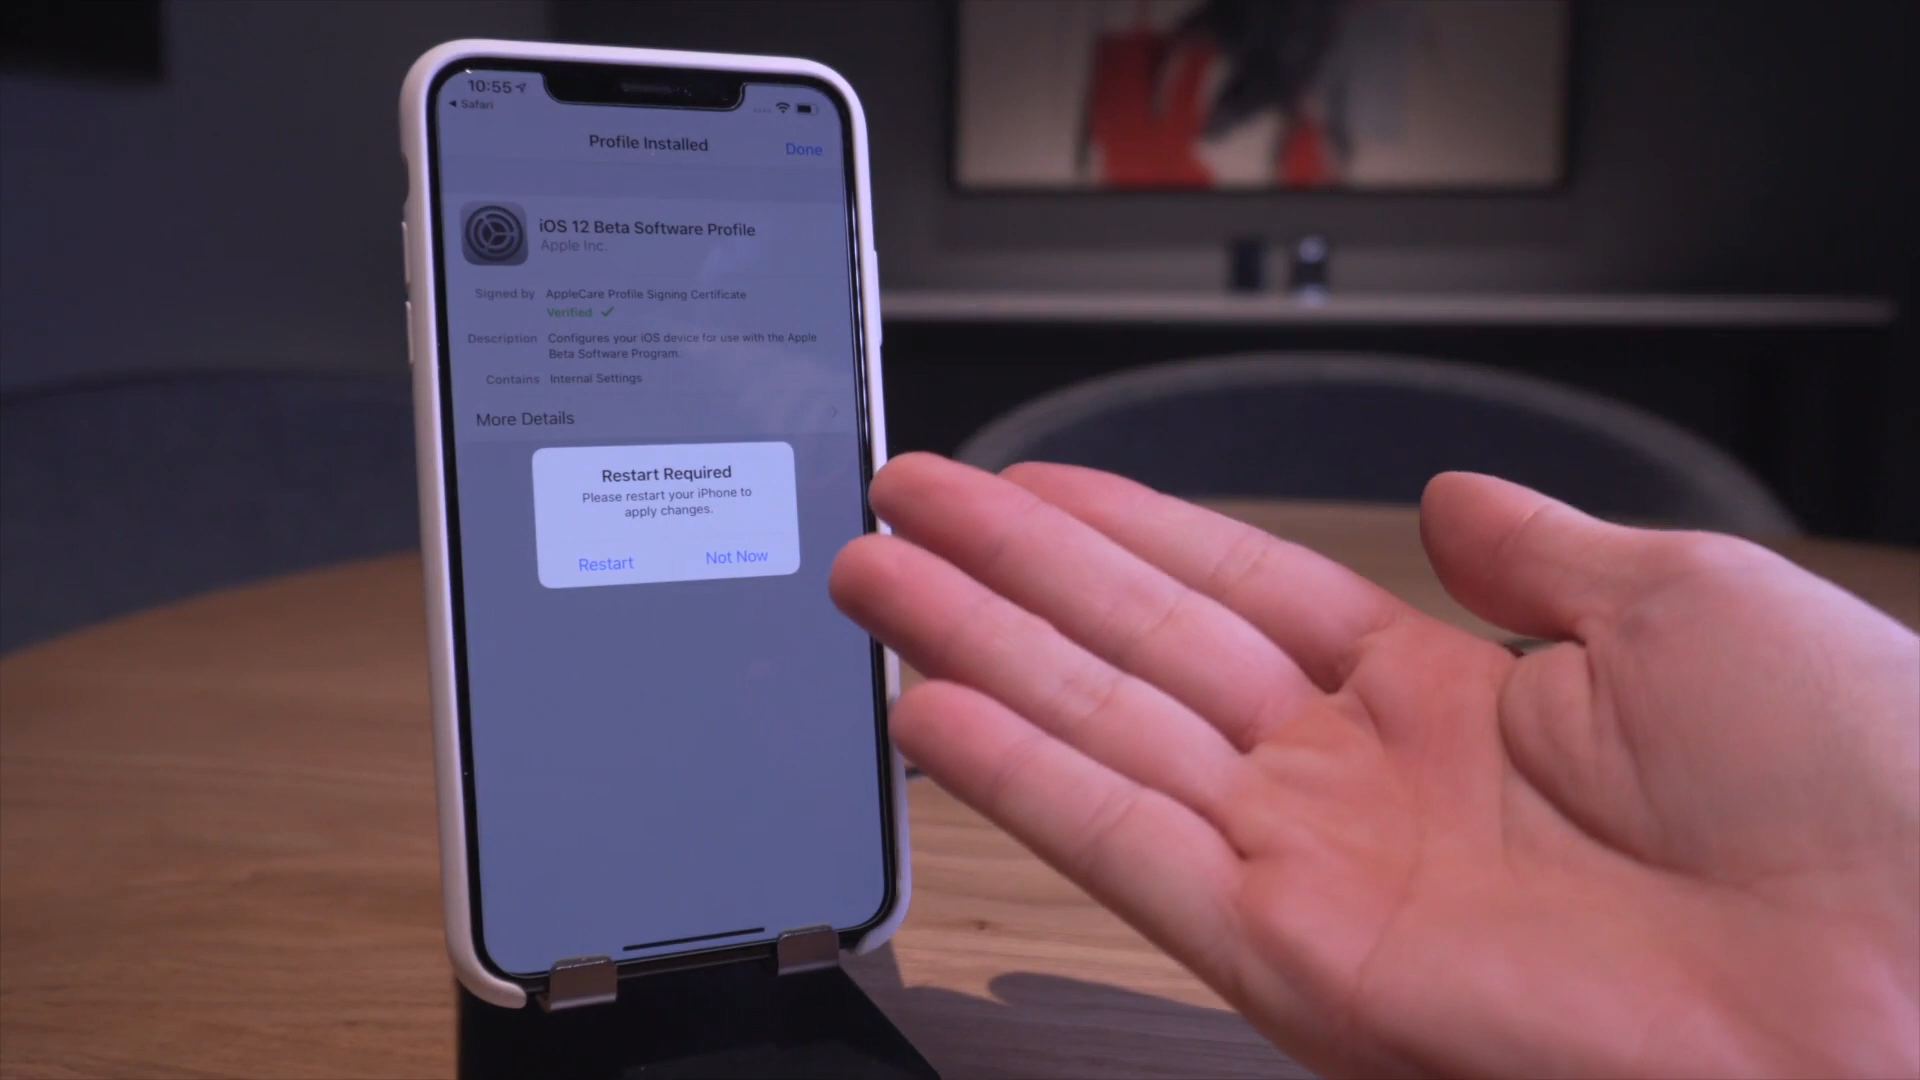 10:55
Safari
Profile Installed
Done
iOS 12 Beta Software Profile
Apple Inc.
Signed by AppleCare Profile Signing Certificate
Verified
Description Configures your iOS device for use with the Apple
Beta Software Program.
Contains Internal Settings
More Details
Restart Required
Please restart your iPhone to
apply changes.
Restart
Not Now